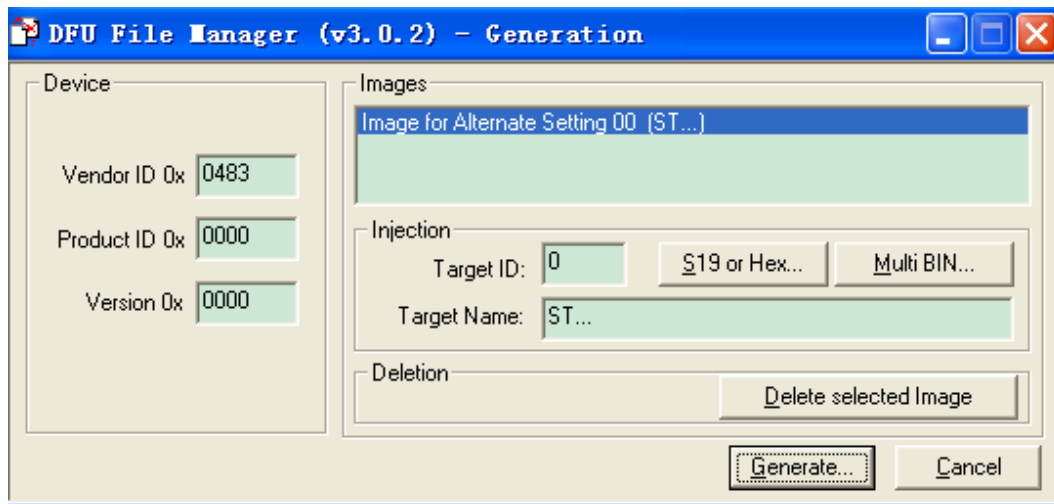 DFU File Manager (v3.0.2) - Generation
Device
Vendor ID 0x 0483
Product ID 0x 0000
Version 0x 0000
Images
Image for Alternate Setting 00 (ST...)
Injection
Target ID: 0
S19 or Hex...
Multi BIN...
Target Name: ST...
Deletion
Delete selected Image
Generate...
Cancel